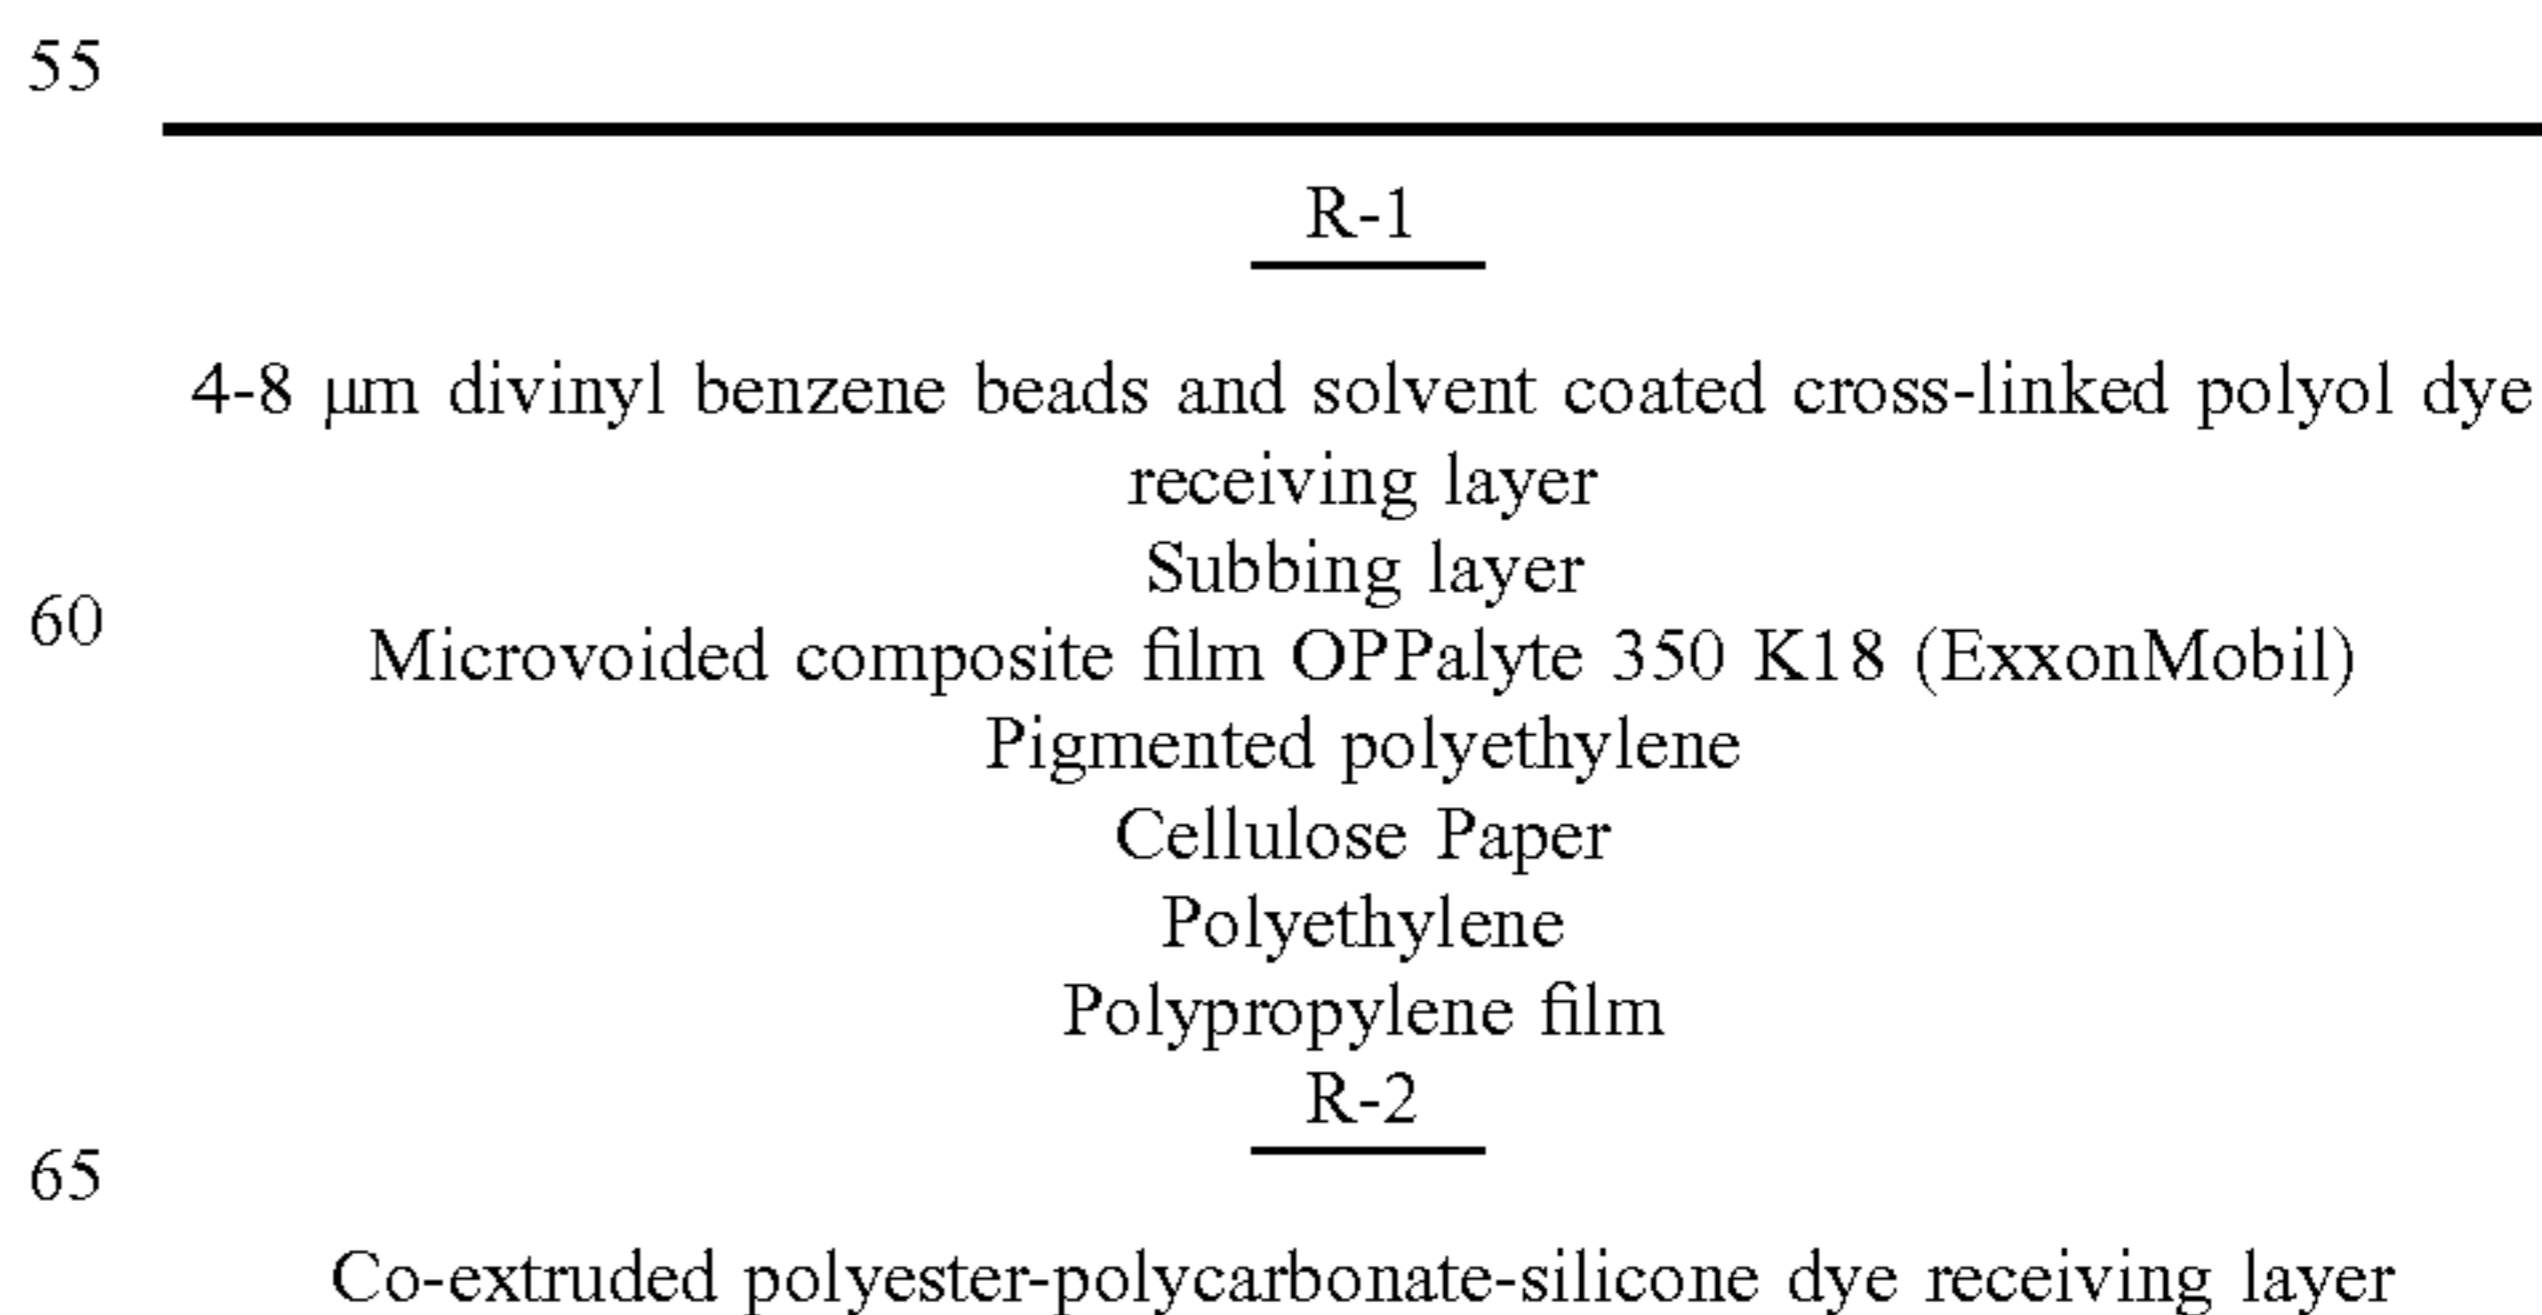 55
R-1
4-8 μm divinyl benzene beads and solvent coated cross-linked polyol dye
receiving layer
Subbing layer
60
Microvoided composite film OPPalyte 350 K18 (ExxonMobil)
Pigmented polyethylene
Cellulose Paper
Polyethylene
Polypropylene film
R-2
65
Co-extruded polyester-polycarbonate-silicone dye receiving layer